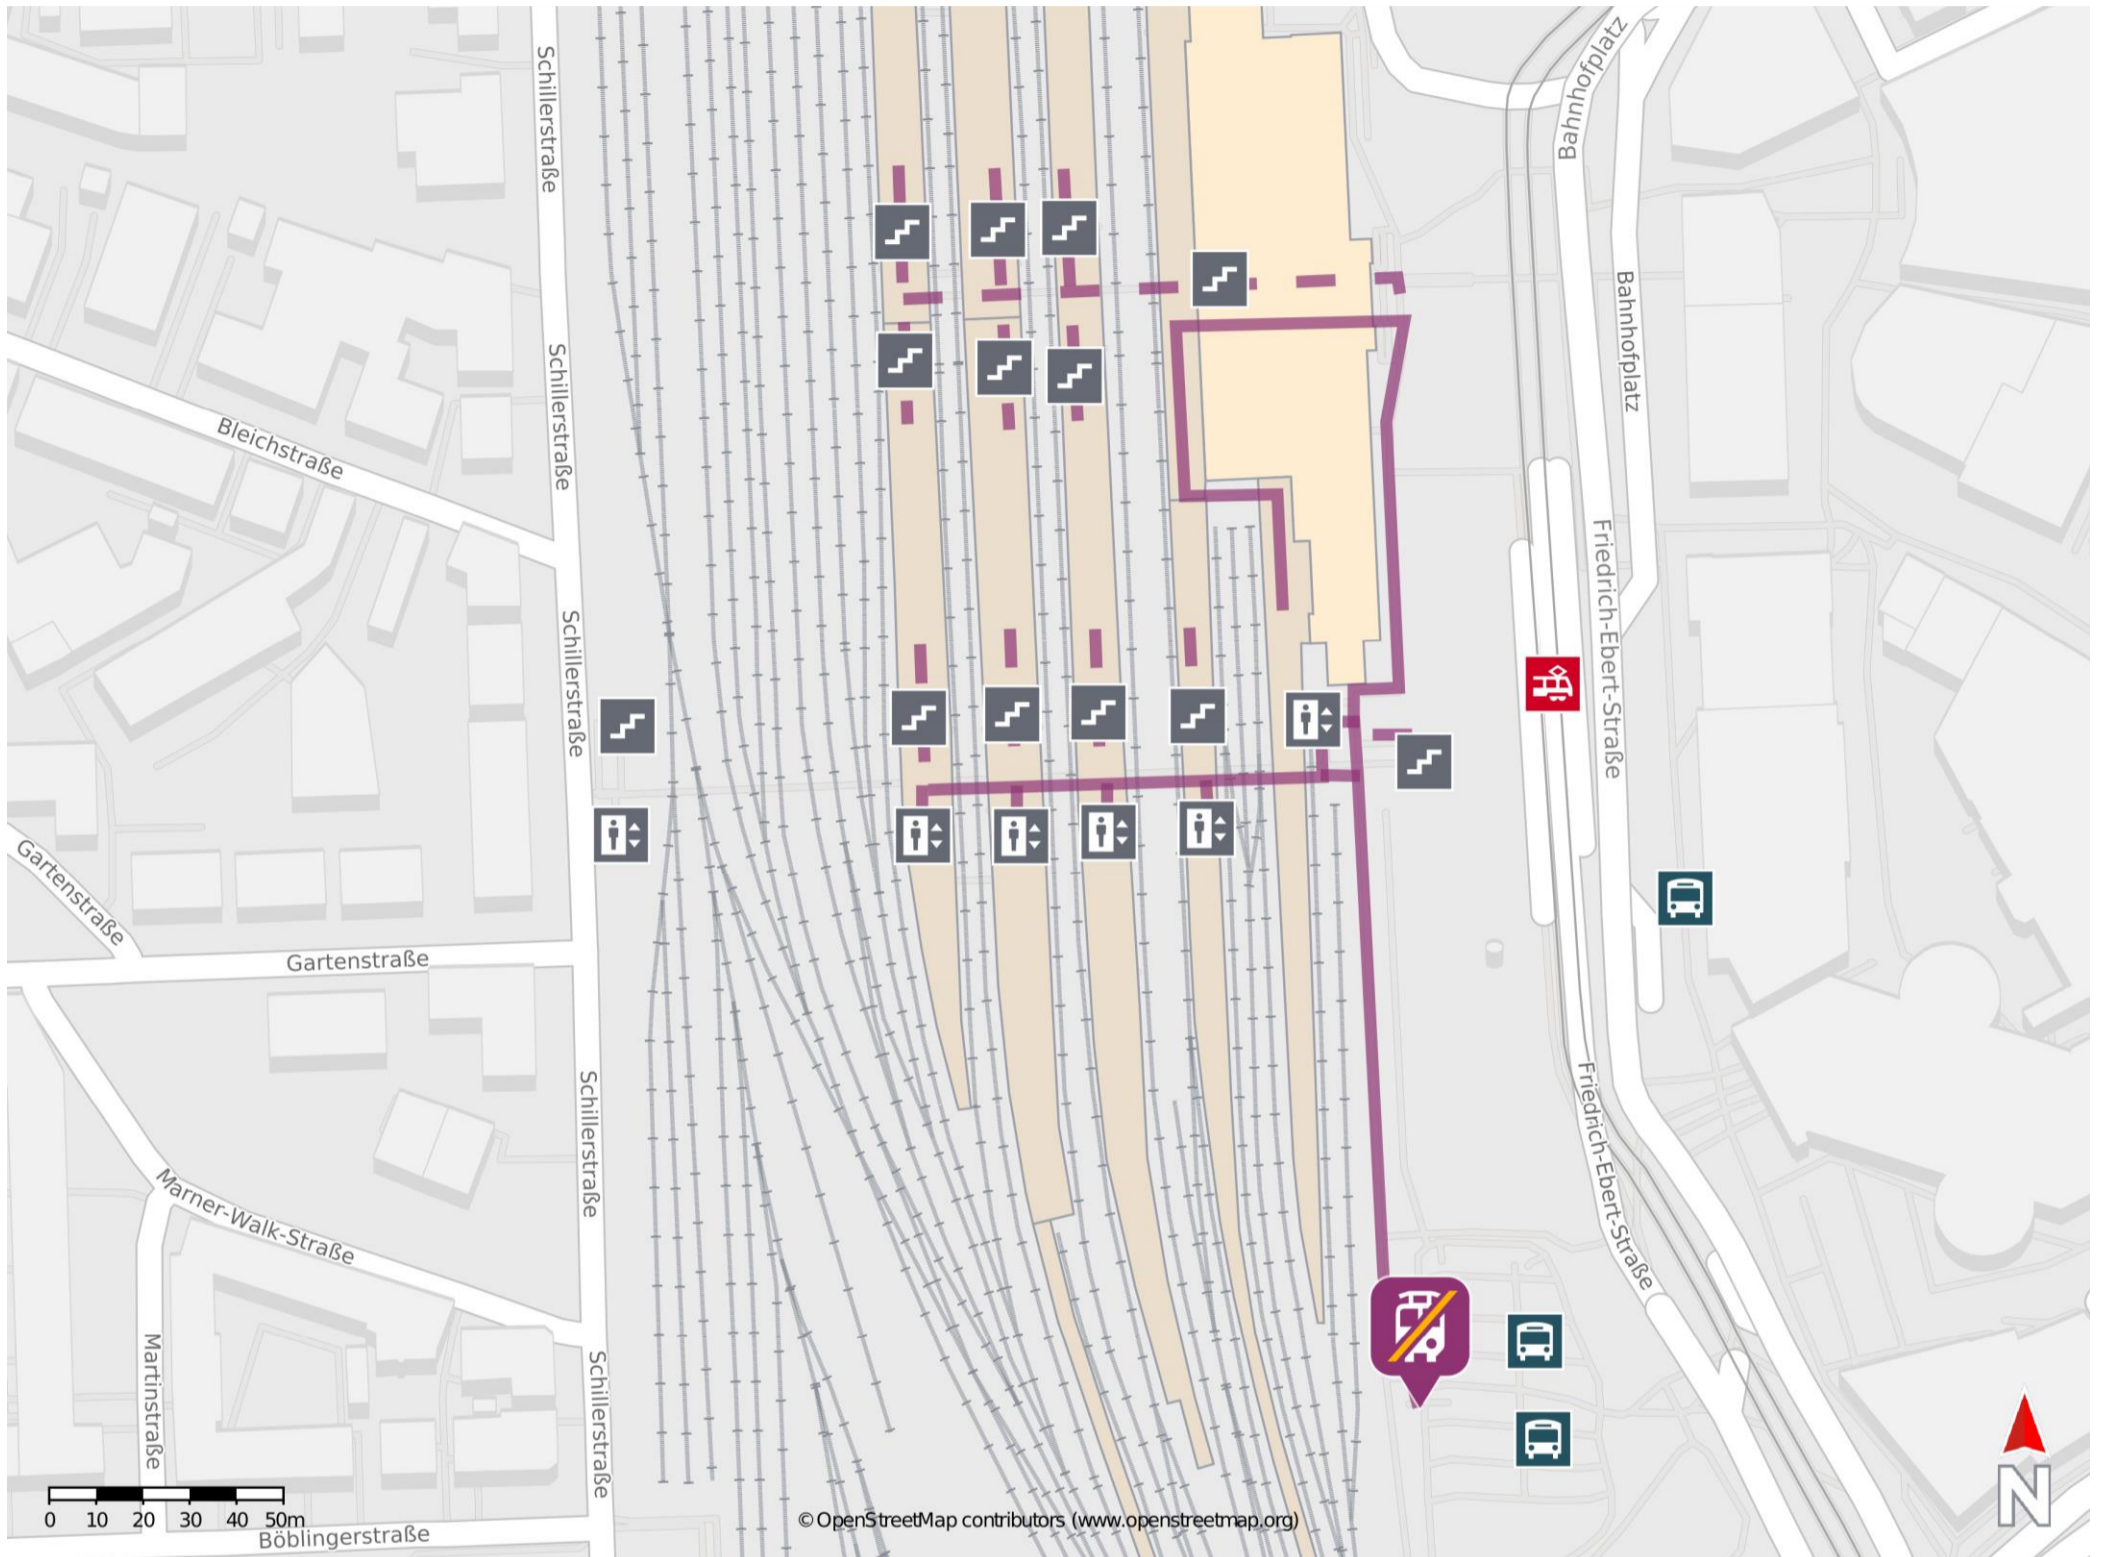 Schillerstraße
Bahnhofplatz
Bahnhofplatz
Schillerstraße
Bleichstraße
Friedrich-Ebert-Straße
Schillerstraße
Gartenstraße
Gartenstraße
Friedrich-Ebert-Straße
Schillerstraße
Marner-Walk-Straße
Martinstraße
Schillerstraße
0 10 20 30 40 50m
© OpenStreetMap contributors (www.openstreetmap.org)
Böblingerstraße
N